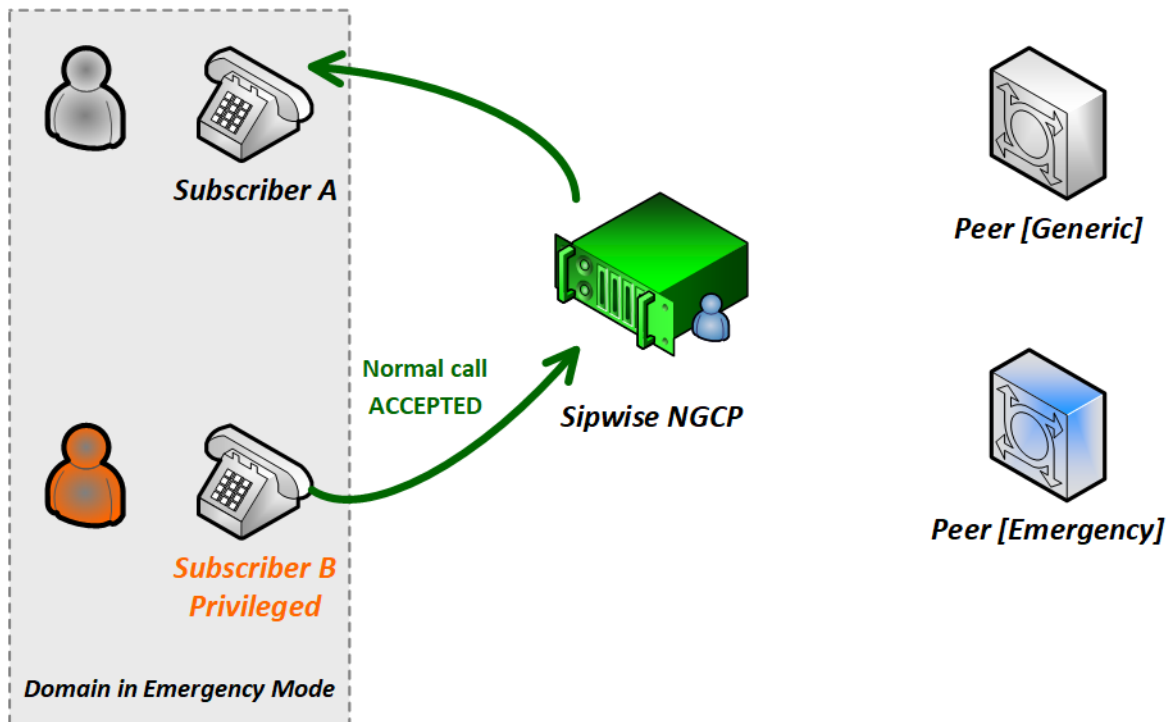 Subscriber A
Peer [Generic]
Normal call
ACCEPTED
Sipwise NGCP
Peer [Emergency]
Subscriber B
Privileged
Domain in Emergency Mode